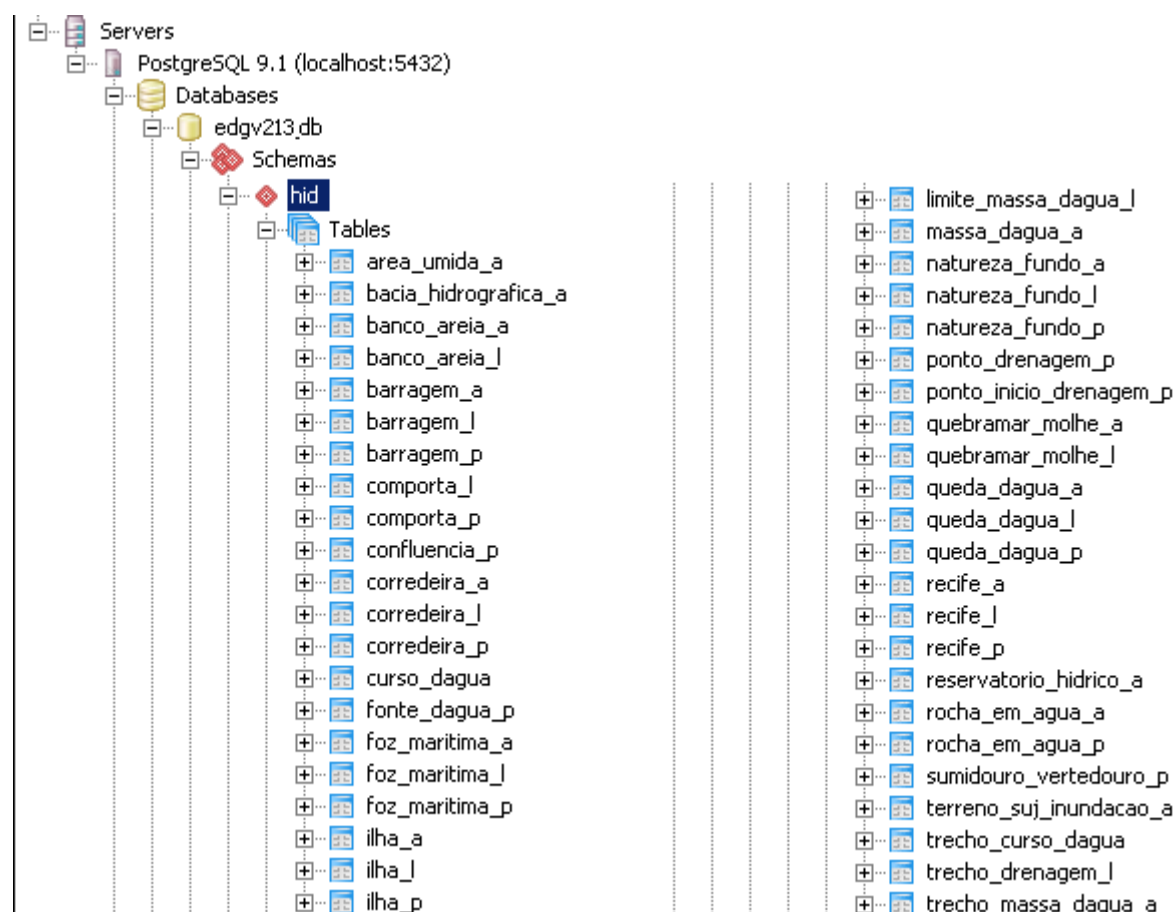 Servers
PostgreSQL 9.1 (localhost:5432)
Databases
edgv213_db
Schemas
hid
Tables
area_umida_a
bacia_hidrografica_a
banco_areia_a
banco_areia_l
barragem_a
barragem_l
barragem_p
comporta_l
comporta_p
confluencia_p
corredeira_a
corredeira_l
corredeira_p
curso_dagua
fonte_dagua_p
foz_maritima_a
foz_maritima_l
foz_maritima_p
ilha_a
ilha_l
ilha_p
limite_massa_dagua_l
massa_dagua_a
natureza_fundo_a
natureza_fundo_l
natureza_fundo_p
ponto_drenagem_p
ponto_inicio_drenagem_p
quebramar_molhe_a
quebramar_molhe_l
queda_dagua_a
queda_dagua_l
queda_dagua_p
recife_a
recife_l
recife_p
reservatorio_hidrico_a
rocha_em_agua_a
rocha_em_agua_p
sumidouro_vertedouro_p
terreno_suj_inundacao_a
trecho_curso_dagua
trecho_drenagem_l
trecho_massa_dagua_a